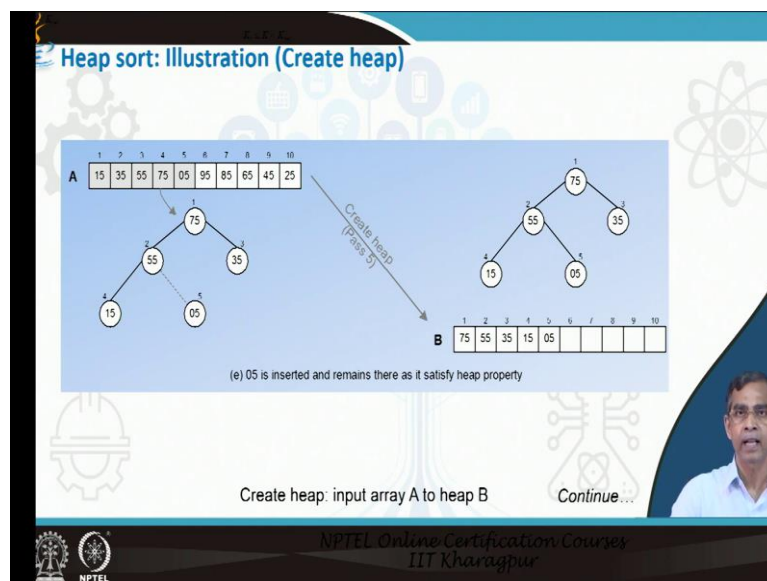 Heap sort: Illustration (Create heap)
1 2 3 4 5 6 7 8 9 10
A 15 35 55 75 05 95 85 65 45 25
1
75
2 3
55 35
4 5
15 05
Create heap
(Pass 5)
1
75
2 3
55 35
4 5
15 05
1 2 3 4 5 6 7 8 9 10
B 75 55 35 15 05
(e) 05 is inserted and remains there as it satisfy heap property
Create heap: input array A to heap B
Continue…
NPTEL Online Certification Courses
IIT Kharagpur
NPTEL